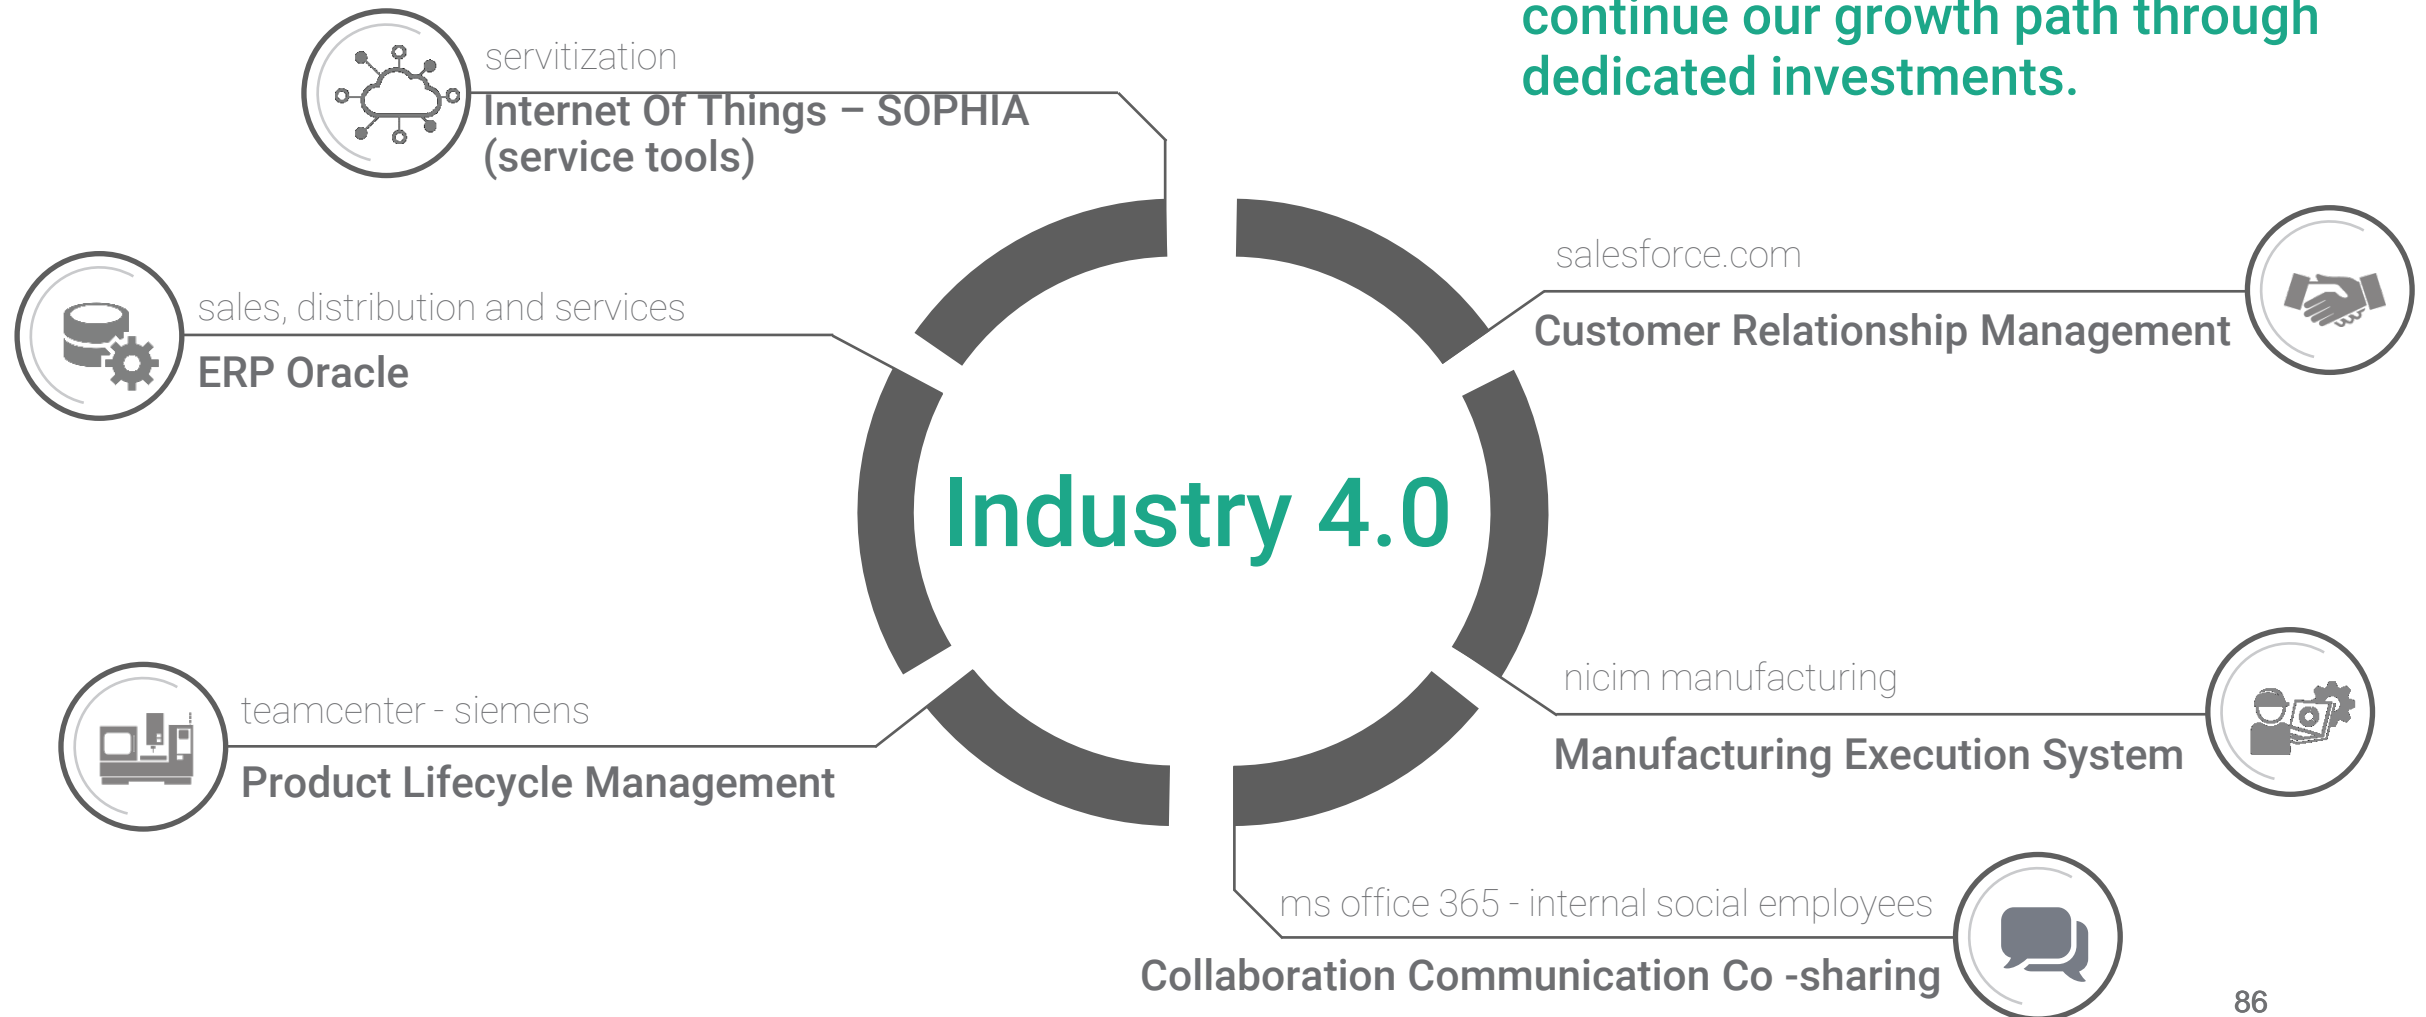 continue our growth path through
dedicated investments.
servitization
Internet Of Things – SOPHIA
(service tools)
salesforce.com
Customer Relationship Management
sales, distribution and services
ERP Oracle
Industry 4.0
nicim manufacturing
Manufacturing Execution System
teamcenter - siemens
Product Lifecycle Management
ms office 365 - internal social employees
Collaboration Communication Co -sharing
86